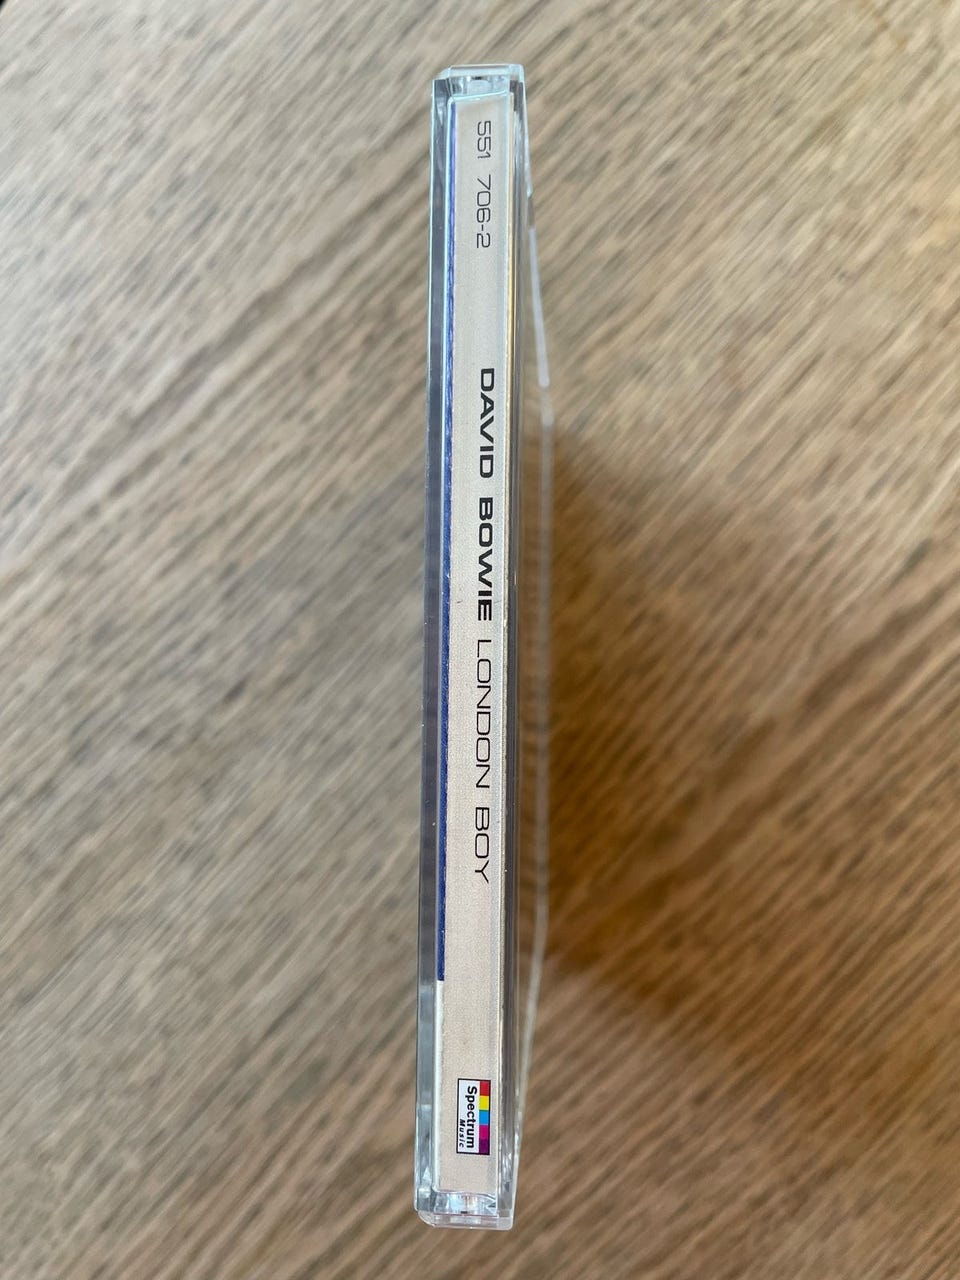 551 706-2
DAVID BOWIE LONDON BOY
Spectrum
Music